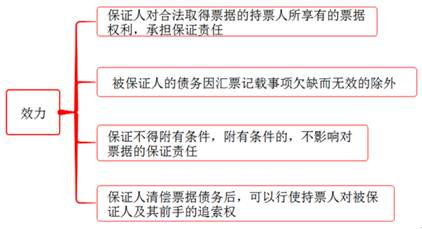 保证人对合法取得票据的持票人所享有的票据
权利，承担保证责任
被保证人的债务因汇票记载事项欠缺而无效的除外
效力
保证不得附有条件，附有条件的，不影响对
票据的保证责任
保证人清偿票据债务后，可以行使持票人对被保
证人及其前手的追索权